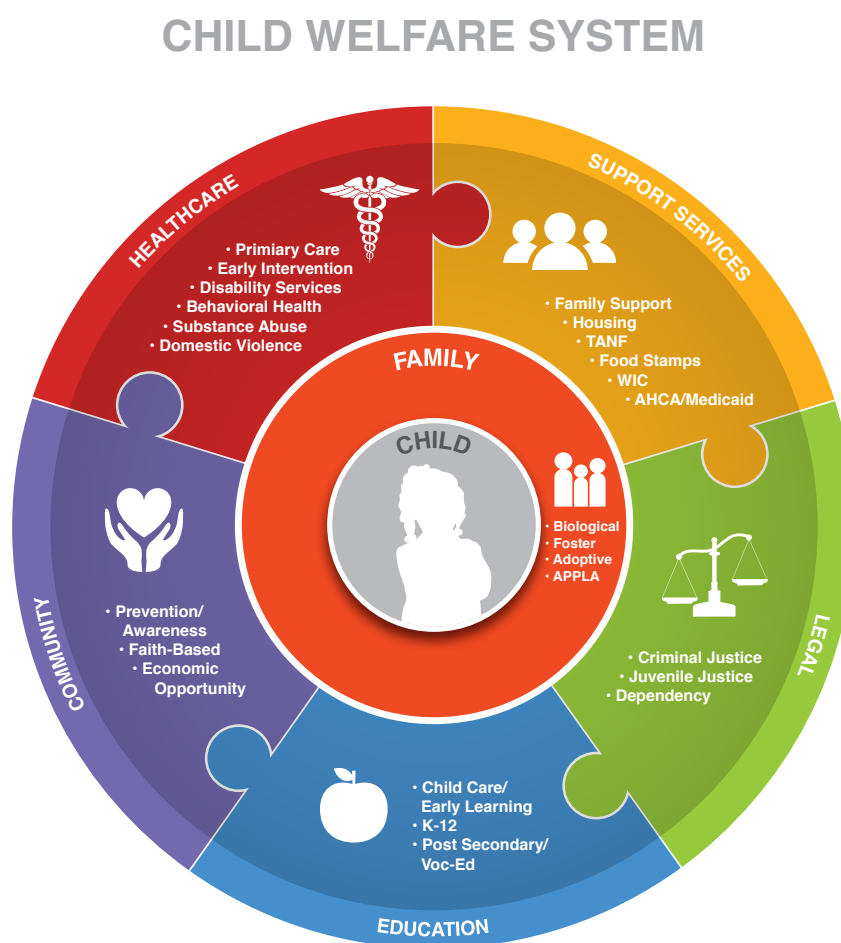 CHILD WELFARE SYSTEM
HEALTHCARE
• Primiary Care
• Early Intervention
• Disability Services
• Behavioral Health
• Substance Abuse
• Domestic Violence
SUPPORT SERVICES
• Family Support
• Housing
• TANF
• Food Stamps
• WIC
• AHCA/Medicaid
FAMILY
CHILD
• Biological
• Foster
• Adoptive
• APPLA
COMMUNITY
• Prevention/
Awareness
• Faith-Based
• Economic
Opportunity
LEGAL
• Criminal Justice
• Juvenile Justice
• Dependency
• Child Care/
Early Learning
• K-12
• Post Secondary/
Voc-Ed
EDUCATION